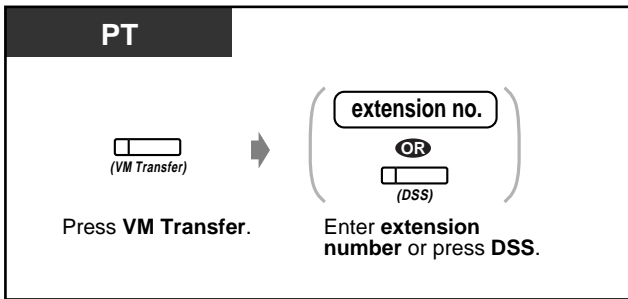 PT
extension no.
OR
(VM Transfer)
(DSS)
Press VM Transfer.
Enter extension
number or press DSS.